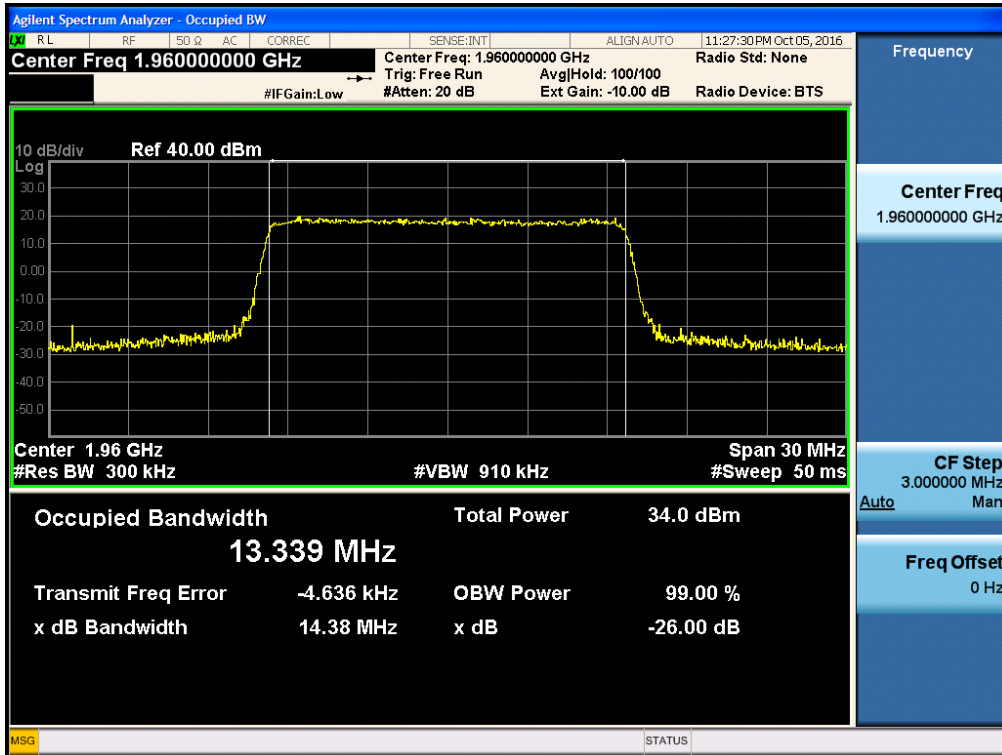 Agilent Spectrum Analyzer - Occupied BW
LXI RL RF 50 Ω AC CORREC SENSE:INT ALIGN AUTO 11:27:30 PM Oct 05, 2016
Center Freq 1.960000000 GHz
Center Freq: 1.960000000 GHz Radio Std: None
Trig: Free Run Avg|Hold: 100/100
#IFGain:Low #Atten: 20 dB Ext Gain: -10.00 dB Radio Device: BTS
10 dB/div Ref 40.00 dBm
Log
30.0
20.0
10.0
0.00
-10.0
-20.0
-30.0
-40.0
-50.0
Center 1.96 GHz Span 30 MHz
#Res BW 300 kHz #VBW 910 kHz #Sweep 50 ms
Occupied Bandwidth Total Power 34.0 dBm
13.339 MHz
Transmit Freq Error -4.636 kHz OBW Power 99.00 %
x dB Bandwidth 14.38 MHz x dB -26.00 dB
Frequency
Center Freq
1.960000000 GHz
CF Step
3.000000 MHz
Auto Man
Freq Offset
0 Hz
MSG STATUS